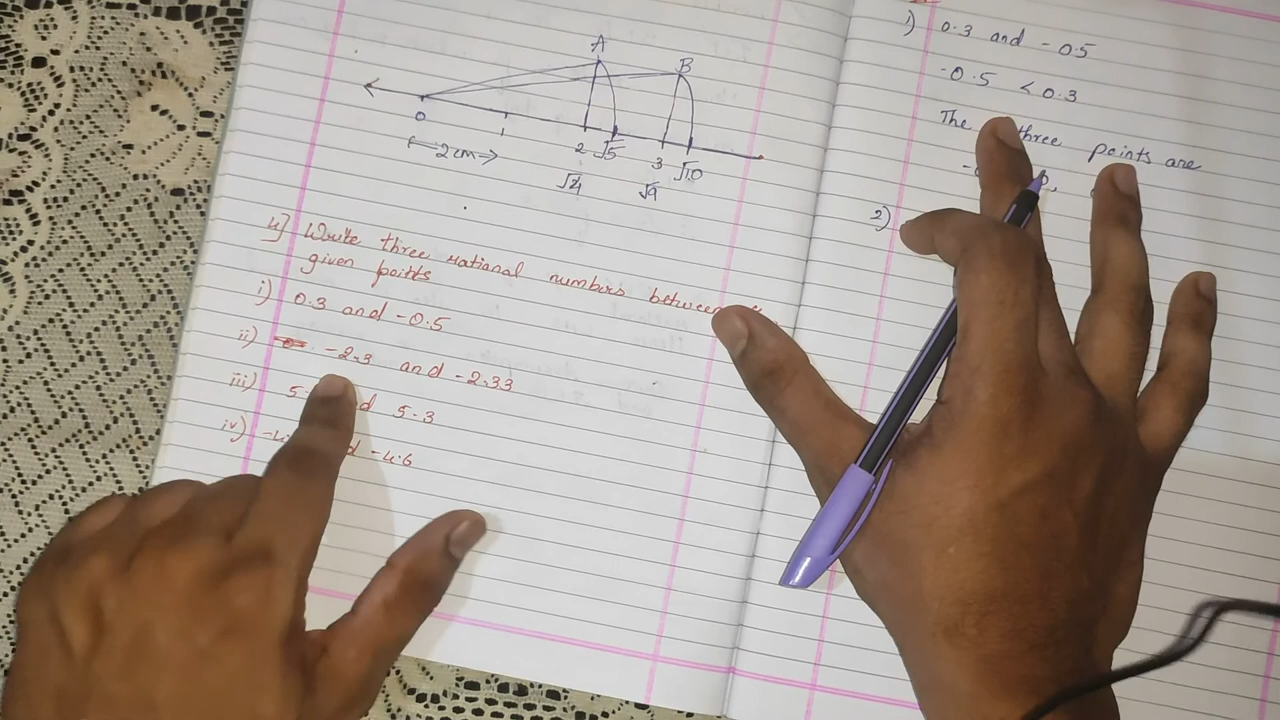 A
B
0
2cm
2 √5
3 √10
√4
√9
4] Write three rational numbers between
given points
i) 0.3 and -0.5
ii) -2.3 and -2.33
iii) 5. 5.3
iv) -4. -4.6
i) 0.3 and -0.5
-0.5 < 0.3
The three points are
2)